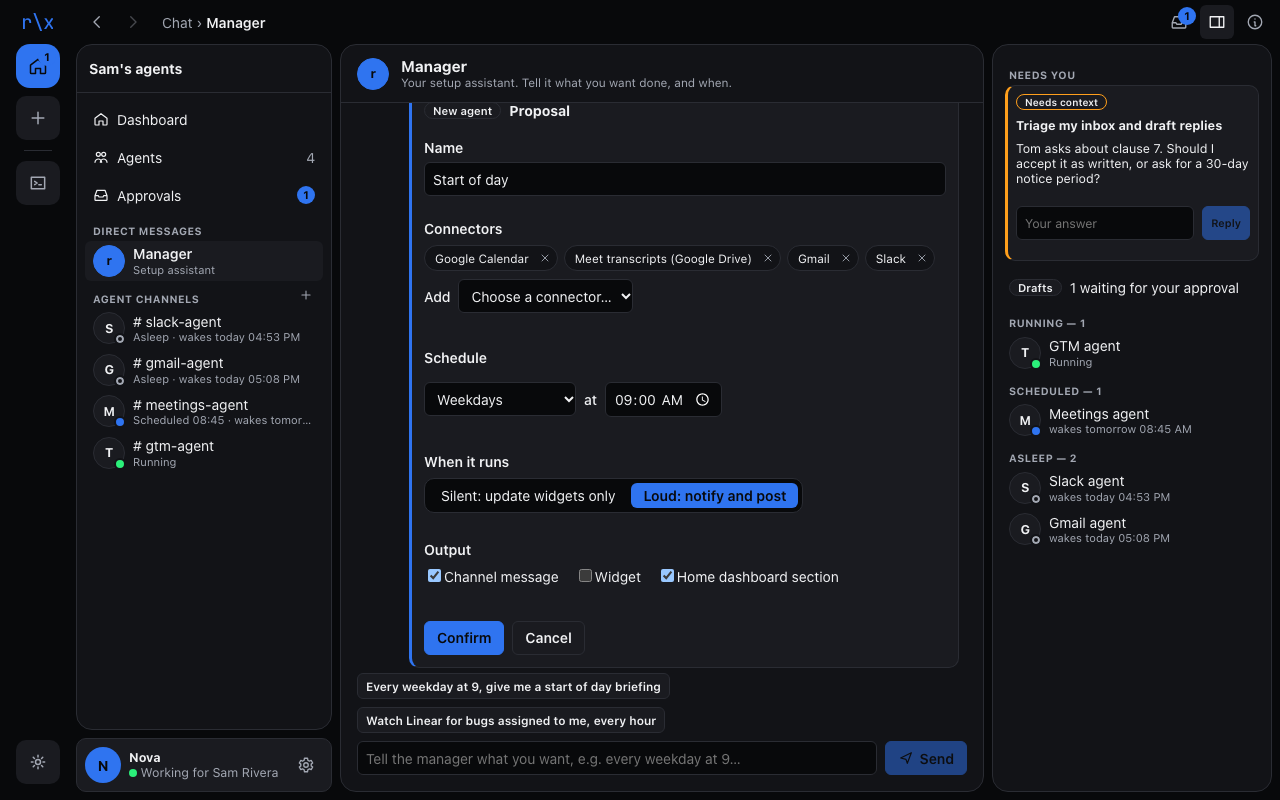 r\x
Chat › Manager
1
1
Sam's agents
Dashboard
Agents
4
Approvals
1
DIRECT MESSAGES
r
Manager
Setup assistant
AGENT CHANNELS
S
# slack-agent
Asleep · wakes today 04:53 PM
G
# gmail-agent
Asleep · wakes today 05:08 PM
M
# meetings-agent
Scheduled 08:45 · wakes tomor...
T
# gtm-agent
Running
N
Nova
Working for Sam Rivera
r
Manager
Your setup assistant. Tell it what you want done, and when.
New agent
Proposal
Name
Start of day
Connectors
Google Calendar × Meet transcripts (Google Drive) × Gmail × Slack ×
Add Choose a connector...
Schedule
Weekdays at 09:00 AM
When it runs
Silent: update widgets only Loud: notify and post
Output
Channel message Widget Home dashboard section
Confirm Cancel
Every weekday at 9, give me a start of day briefing
Watch Linear for bugs assigned to me, every hour
Tell the manager what you want, e.g. every weekday at 9...
Send
NEEDS YOU
Needs context
Triage my inbox and draft replies
Tom asks about clause 7. Should I
accept it as written, or ask for a 30-day
notice period?
Your answer
Reply
Drafts 1 waiting for your approval
RUNNING — 1
T
GTM agent
Running
SCHEDULED — 1
M
Meetings agent
wakes tomorrow 08:45 AM
ASLEEP — 2
S
Slack agent
wakes today 04:53 PM
G
Gmail agent
wakes today 05:08 PM